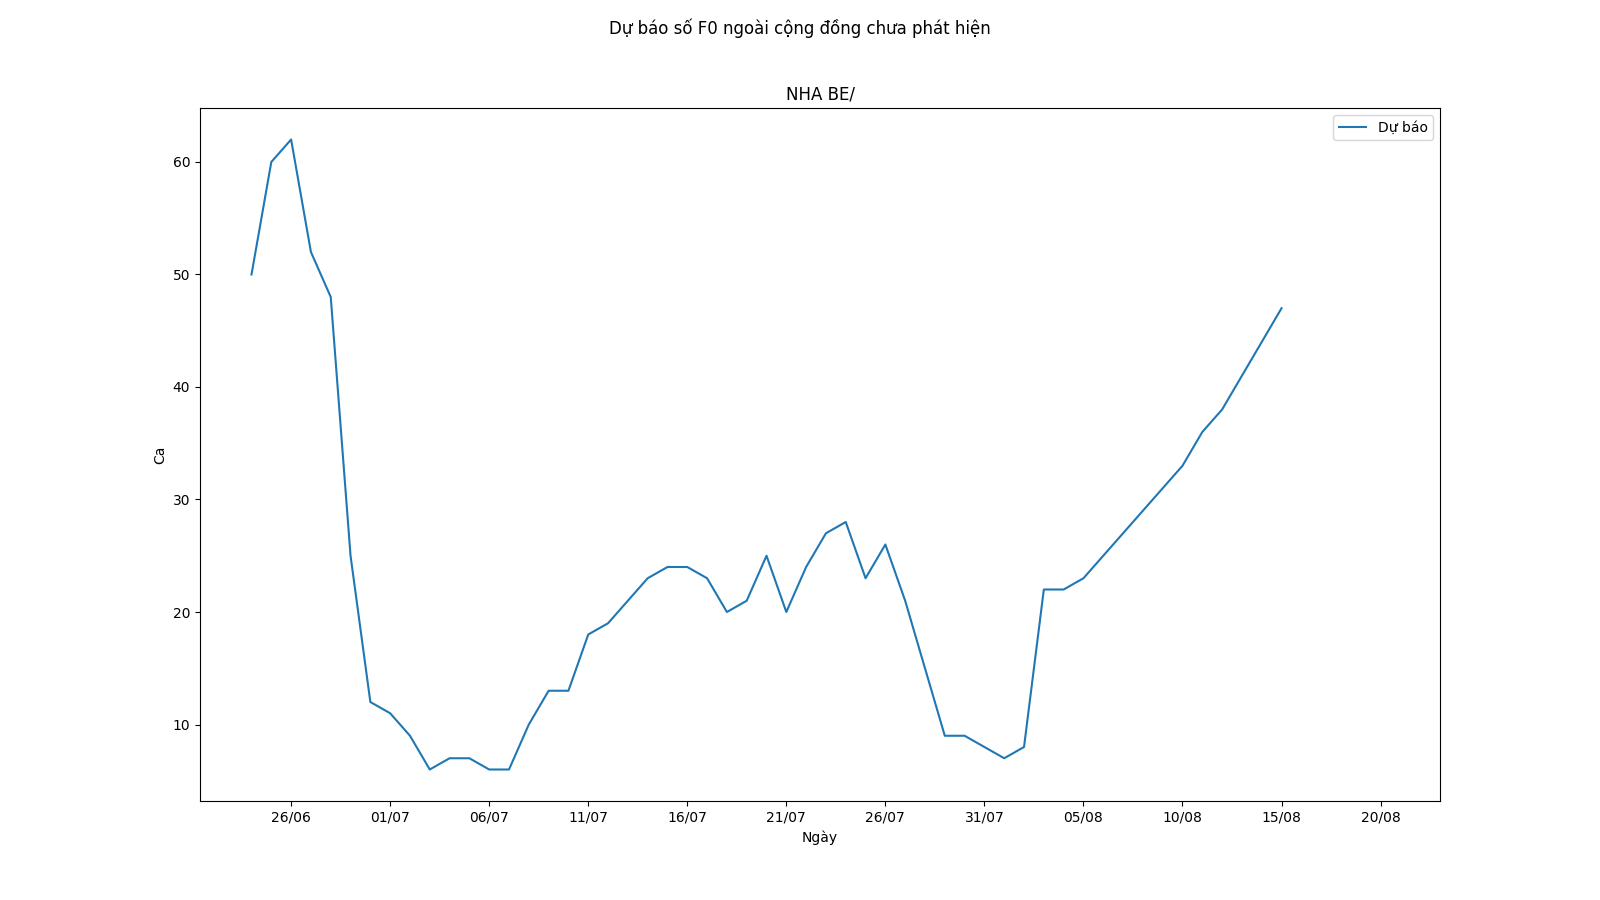 Dự báo số F0 ngoài cộng đồng chưa phát hiện
NHA BE/
Dự báo
60
50
40
30
20
10
Ca
26/06 01/07 06/07 11/07 16/07 21/07 26/07 31/07 05/08 10/08 15/08 20/08
Ngày